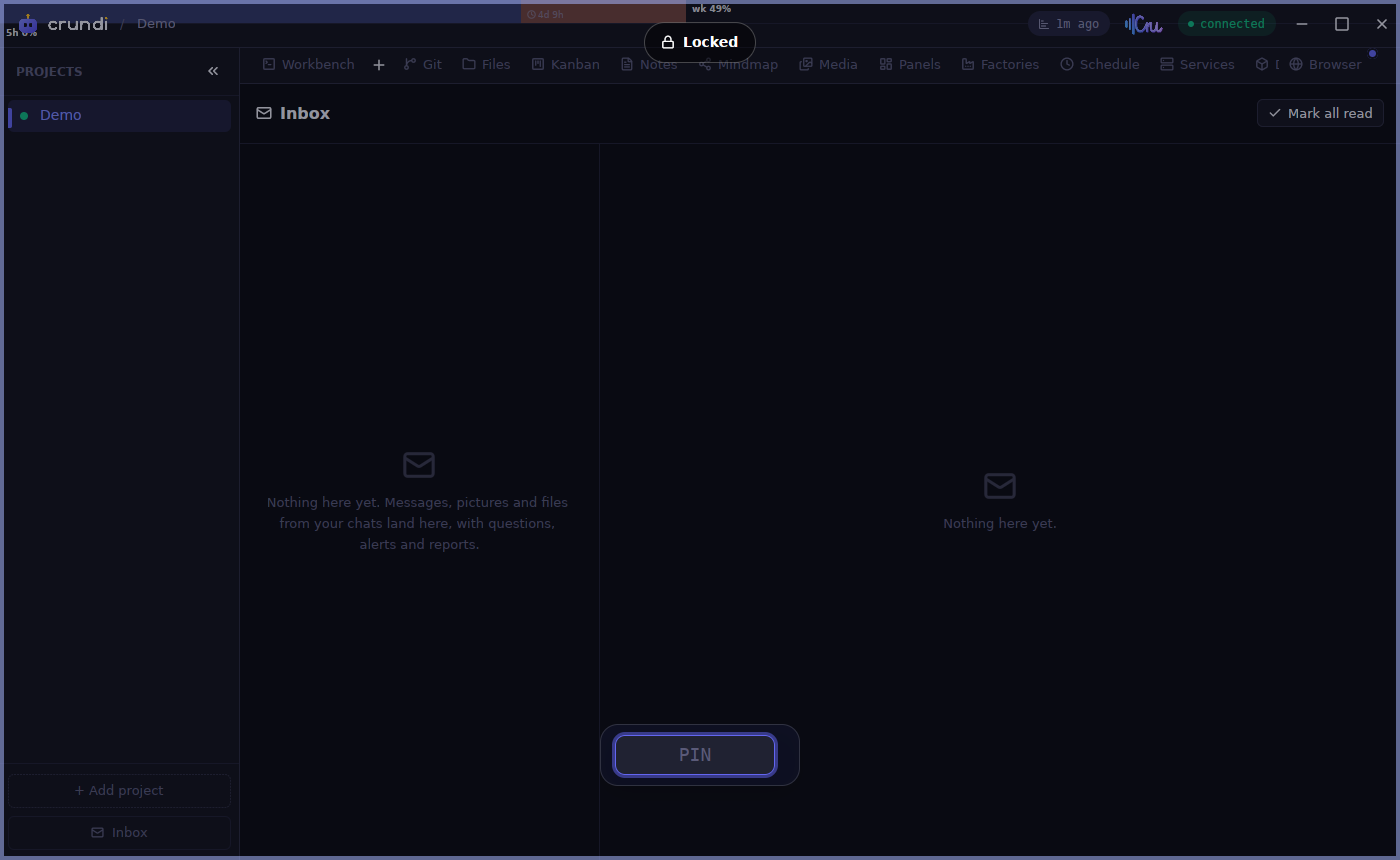 crundi / Demo
5h 6%
4d 9h
wk 49%
Locked
1m ago
Cru
connected
PROJECTS
Demo
+ Add project
Inbox
Workbench
Git
Files
Kanban
Notes
Mindmap
Media
Panels
Factories
Schedule
Services
Browser
Inbox
Mark all read
Nothing here yet. Messages, pictures and files
from your chats land here, with questions,
alerts and reports.
Nothing here yet.
PIN